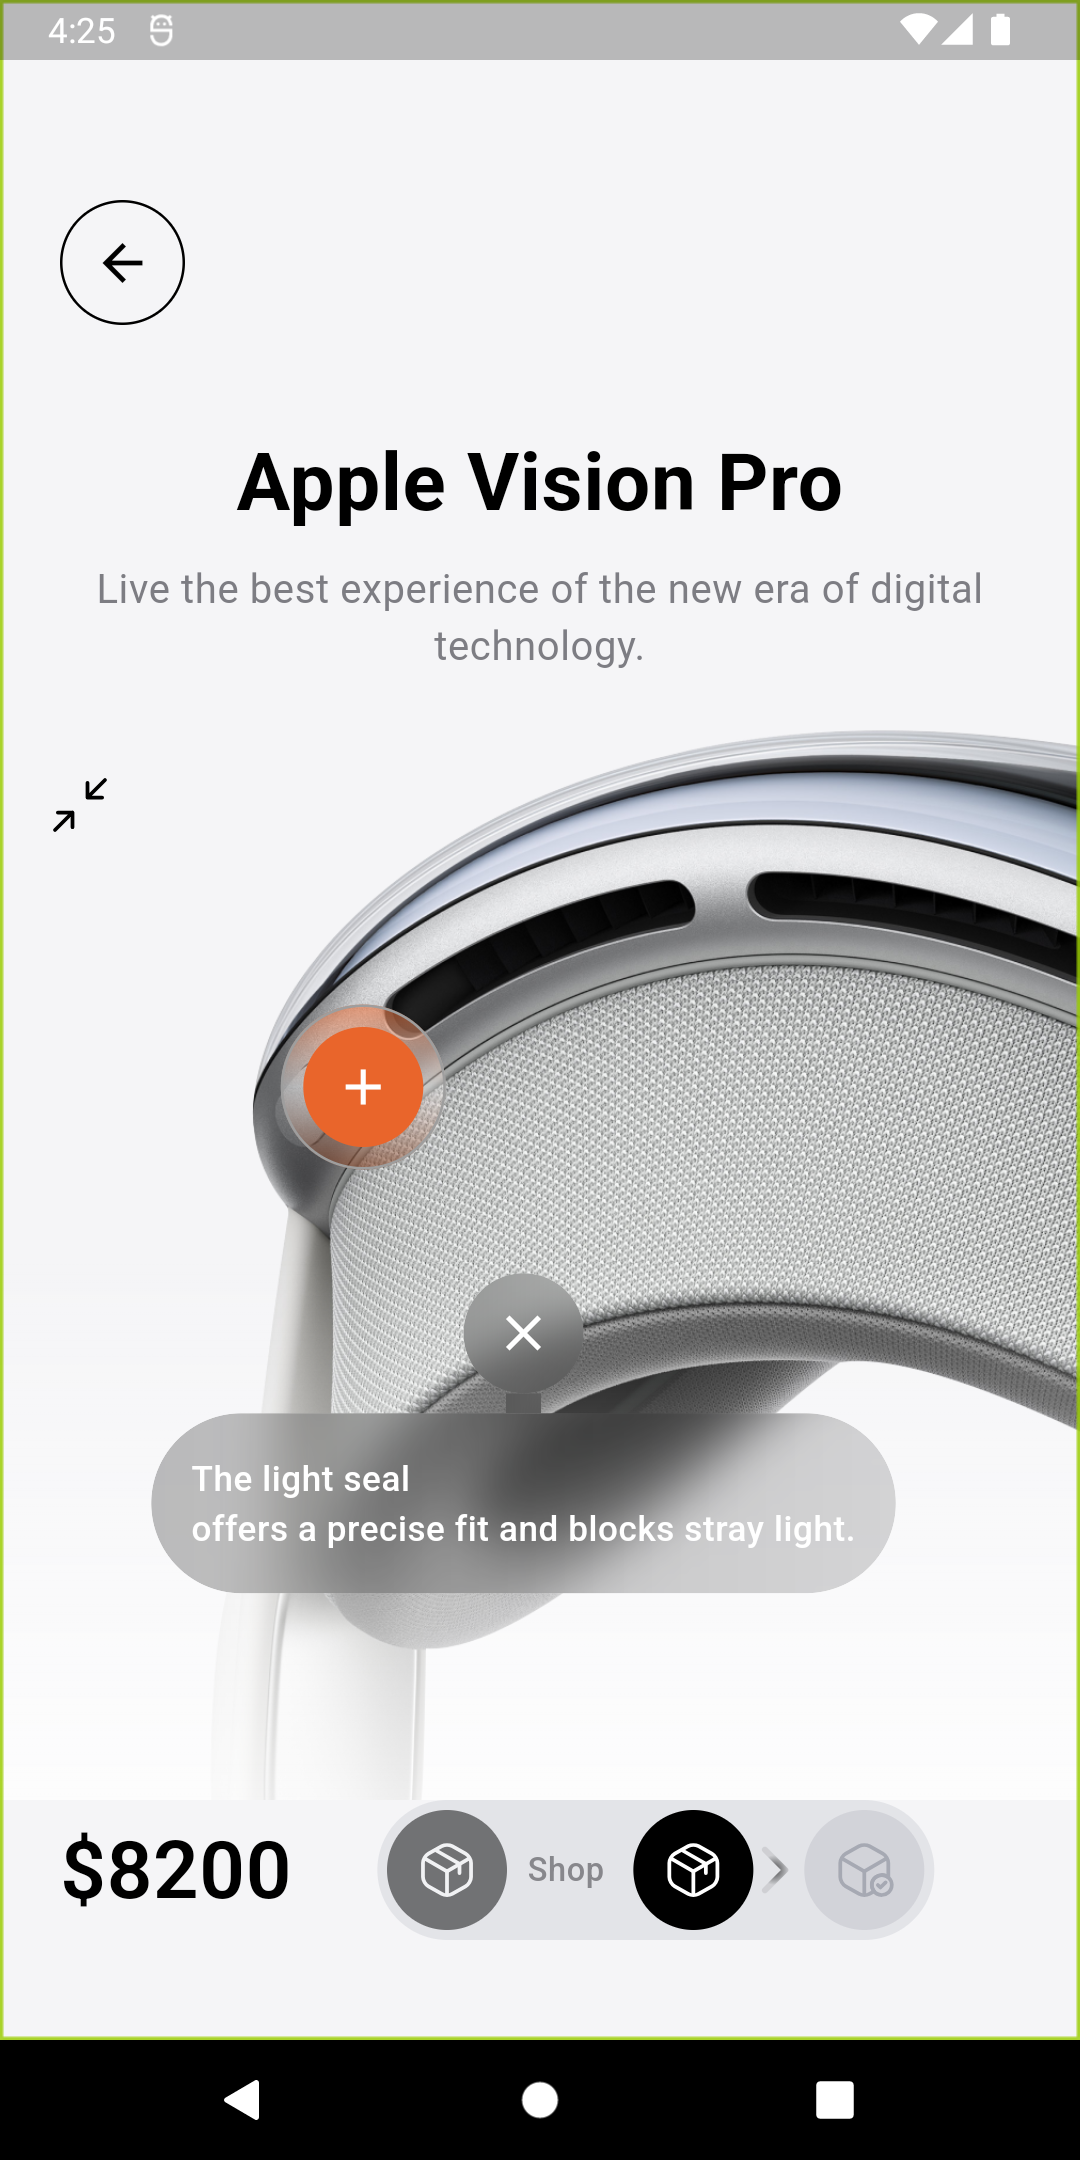 4:25
Apple Vision Pro
Live the best experience of the new era of digital
technology.
The light seal
offers a precise fit and blocks stray light.
$8200
Shop